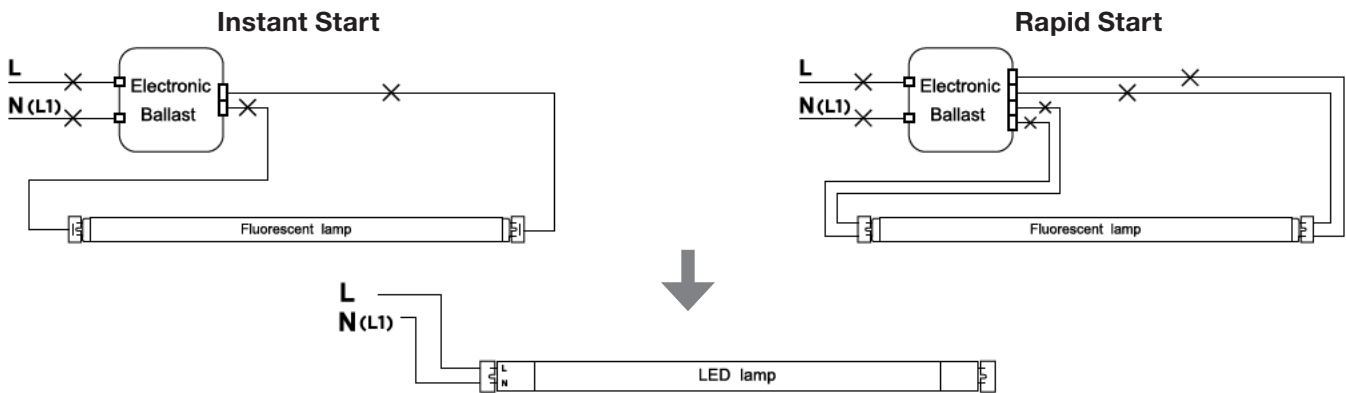 Instant Start
L
N (L1)
Electronic
Ballast
Fluorescent lamp
Rapid Start
L
N (L1)
Electronic
Ballast
Fluorescent lamp
L
N (L1)
L
N
LED lamp